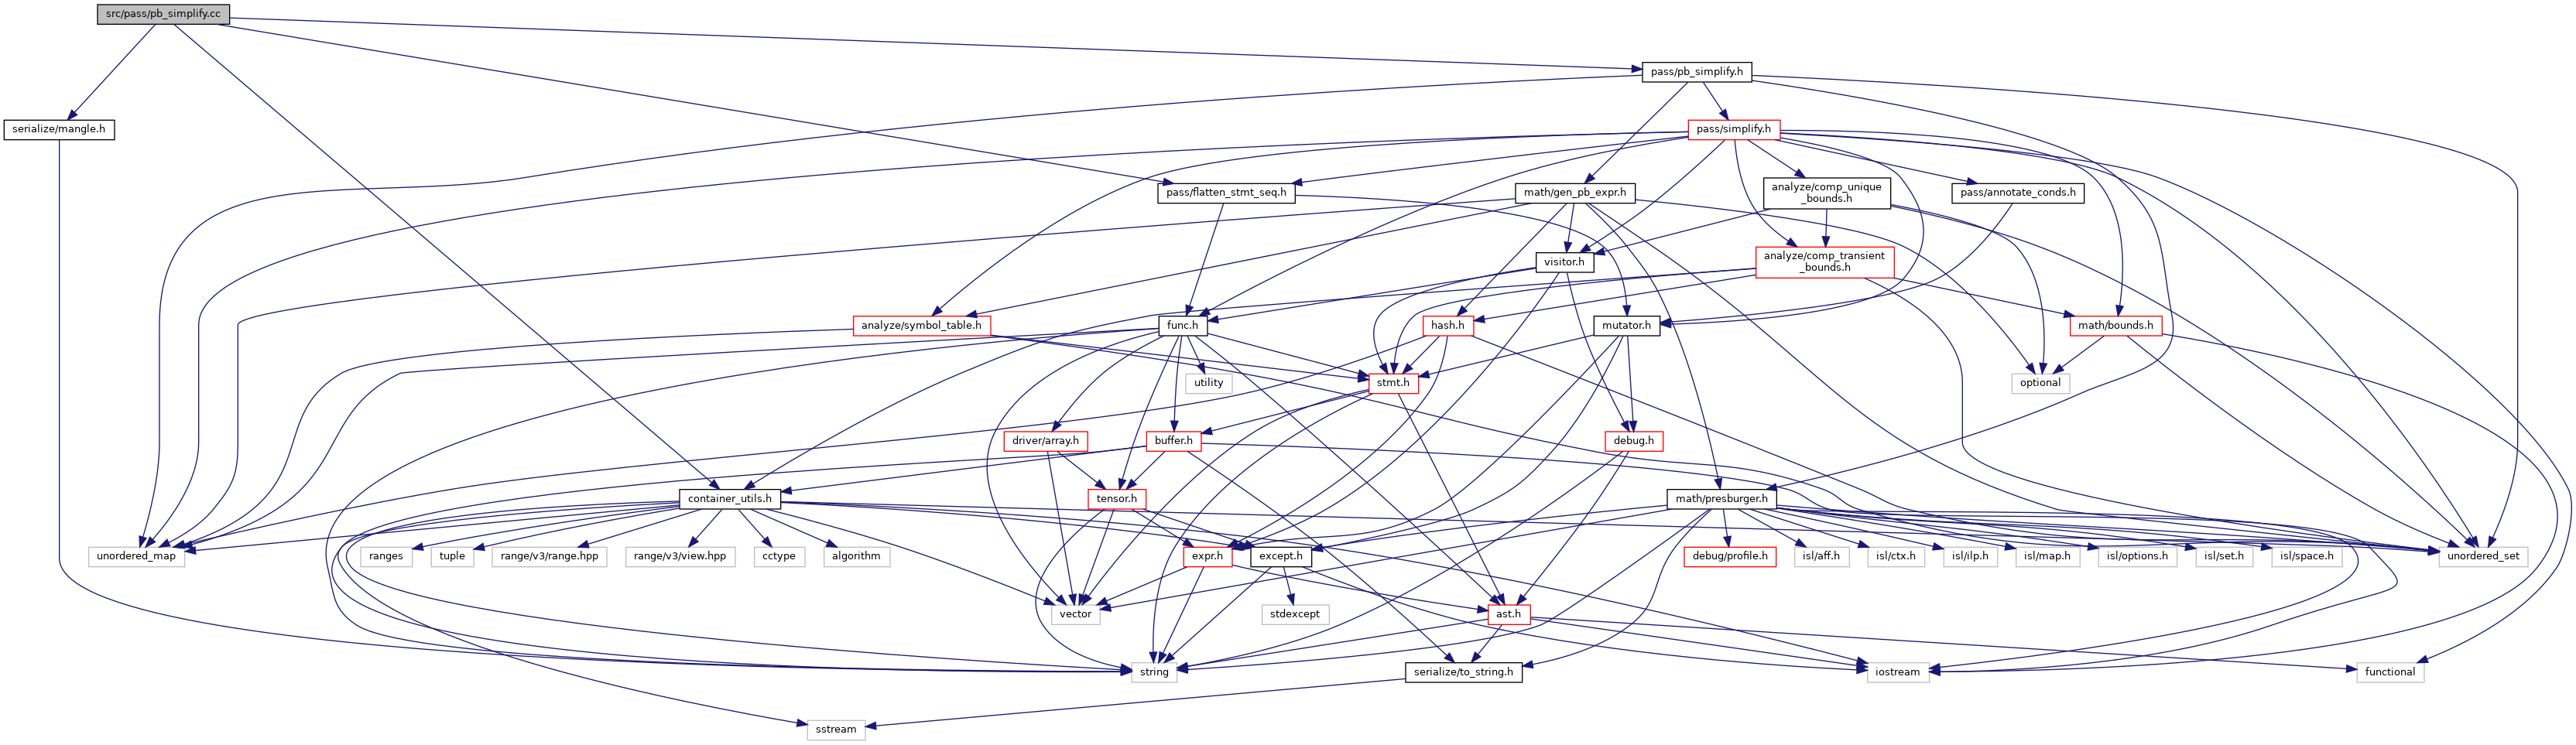 src/pass/pb_simplify.cc
pass/pb_simplify.h
serialize/mangle.h
pass/simplify.h
pass/flatten_stmt_seq.h
math/gen_pb_expr.h
analyze/comp_unique
_bounds.h
pass/annotate_conds.h
visitor.h
analyze/comp_transient
_bounds.h
analyze/symbol_table.h
func.h
hash.h
mutator.h
math/bounds.h
utility
stmt.h
optional
driver/array.h
buffer.h
debug.h
container_utils.h
tensor.h
math/presburger.h
unordered_map
ranges
tuple
range/v3/range.hpp
range/v3/view.hpp
cctype
algorithm
expr.h
except.h
debug/profile.h
isl/aff.h
isl/ctx.h
isl/ilp.h
isl/map.h
isl/options.h
isl/set.h
isl/space.h
unordered_set
vector
stdexcept
ast.h
string
serialize/to_string.h
iostream
functional
sstream